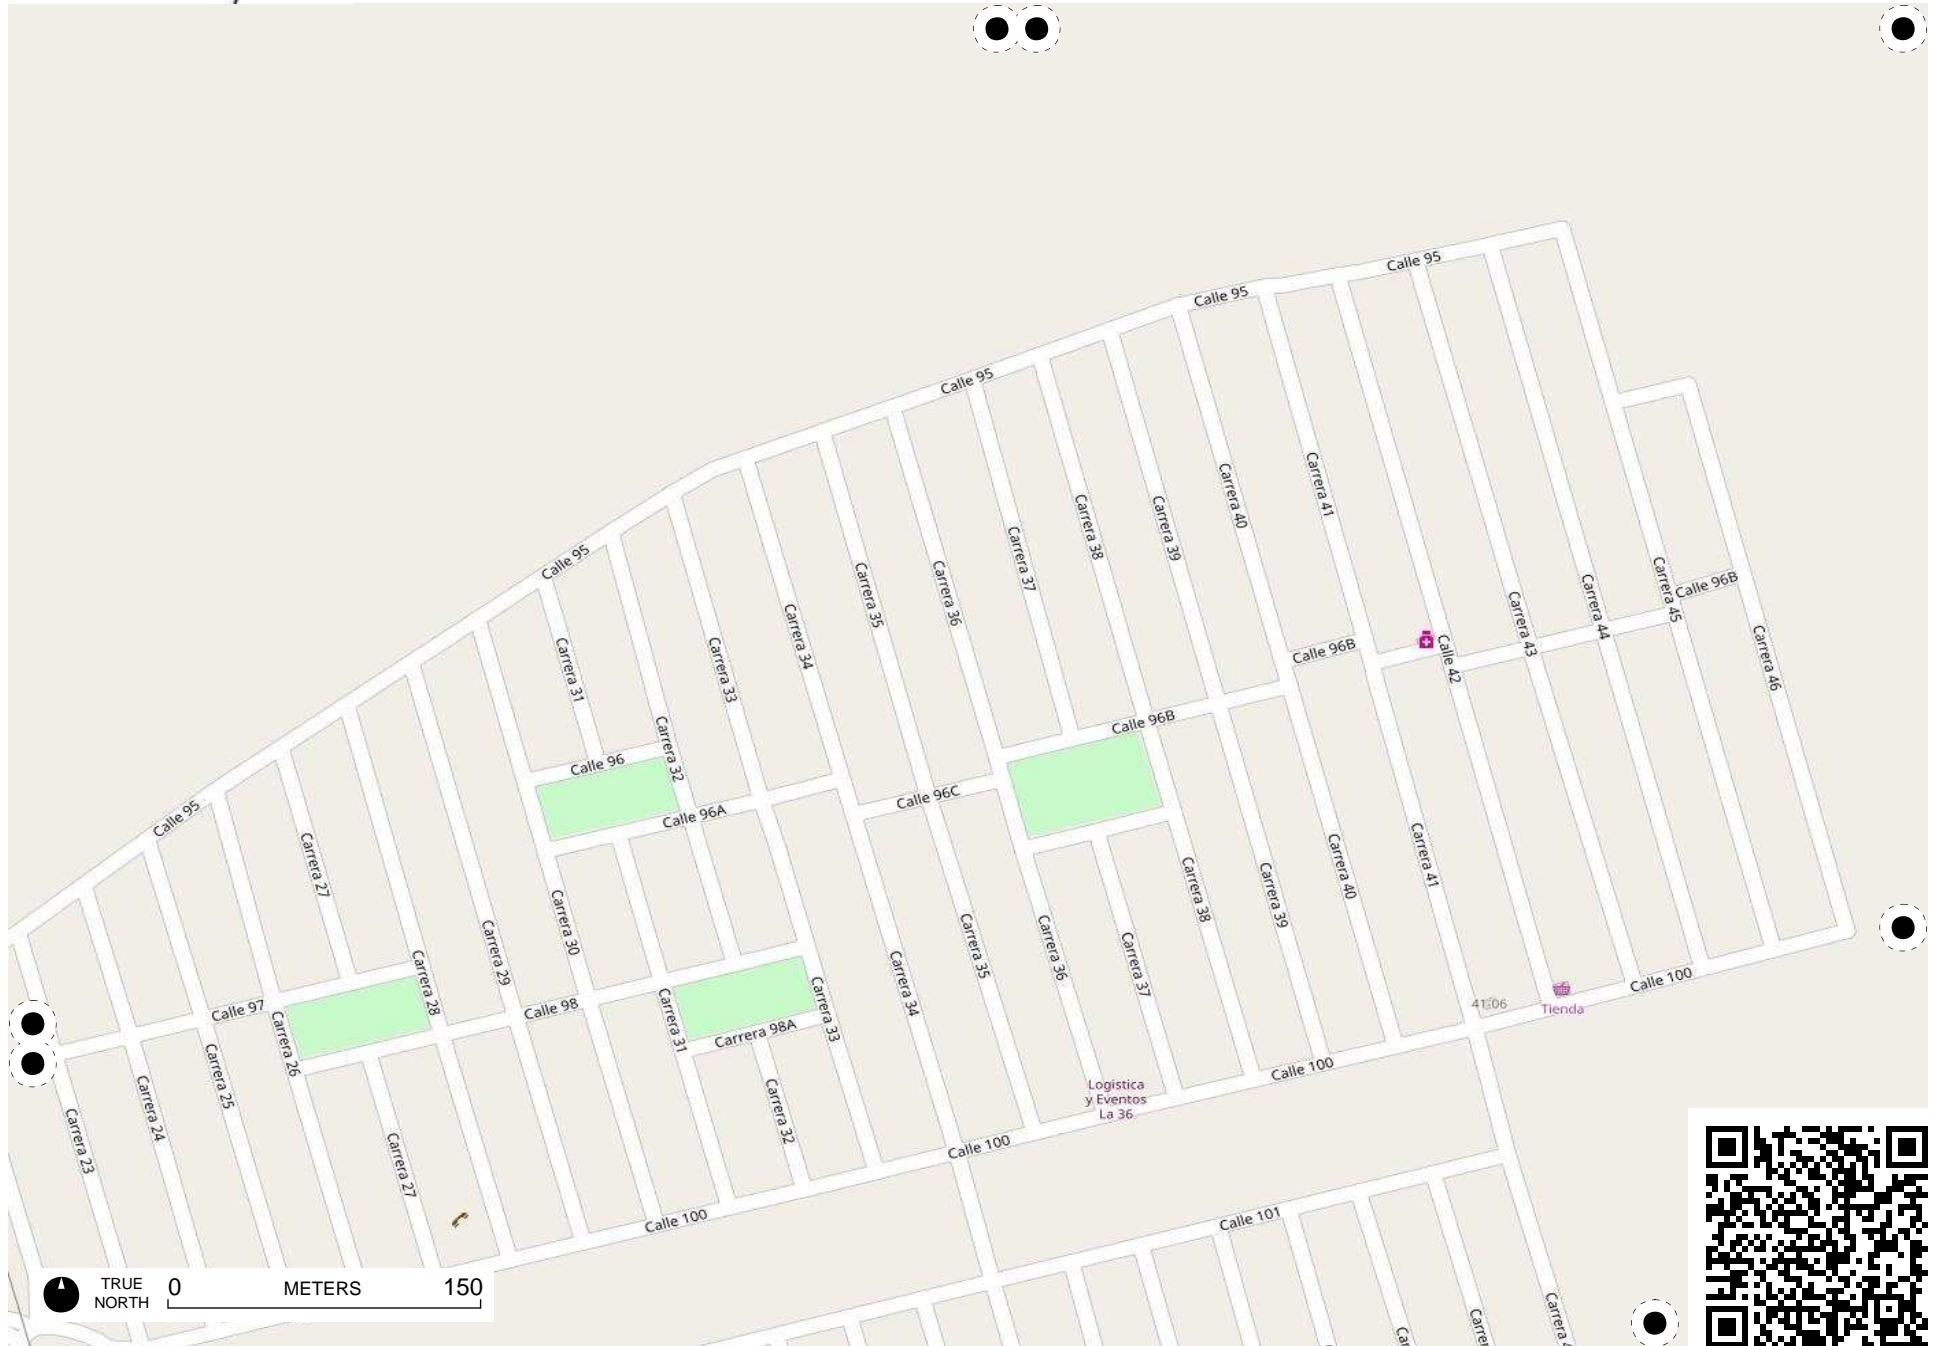 Calle 95
Calle 95
Calle 95
Calle 95
Calle 95
Carrera 40
Carrera 41
Carrera 38
Carrera 39
Carrera 37
Carrera 36
Carrera 35
Carrera 34
Carrera 33
Carrera 31
Carrera 32
Carrera 43
Carrera 44
Carrera 45
Calle 96B
Carrera 46
Calle 42
Calle 96B
Calle 96B
Calle 96
Calle 96A
Calle 96C
Carrera 27
Carrera 30
Carrera 29
Carrera 28
Carrera 41
Carrera 40
Carrera 39
Carrera 38
Carrera 37
Carrera 36
Carrera 35
Carrera 34
Calle 97
Calle 98
Carrera 26
Carrera 31
Carrera 98A
Carrera 33
Carrera 25
Carrera 24
Carrera 23
Carrera 27
Carrera 32
Calle 100
41:06
Tienda
Calle 100
Logistica
y Eventos
La 36
Calle 100
Calle 100
Calle 101
TRUE
NORTH
0 METERS 150